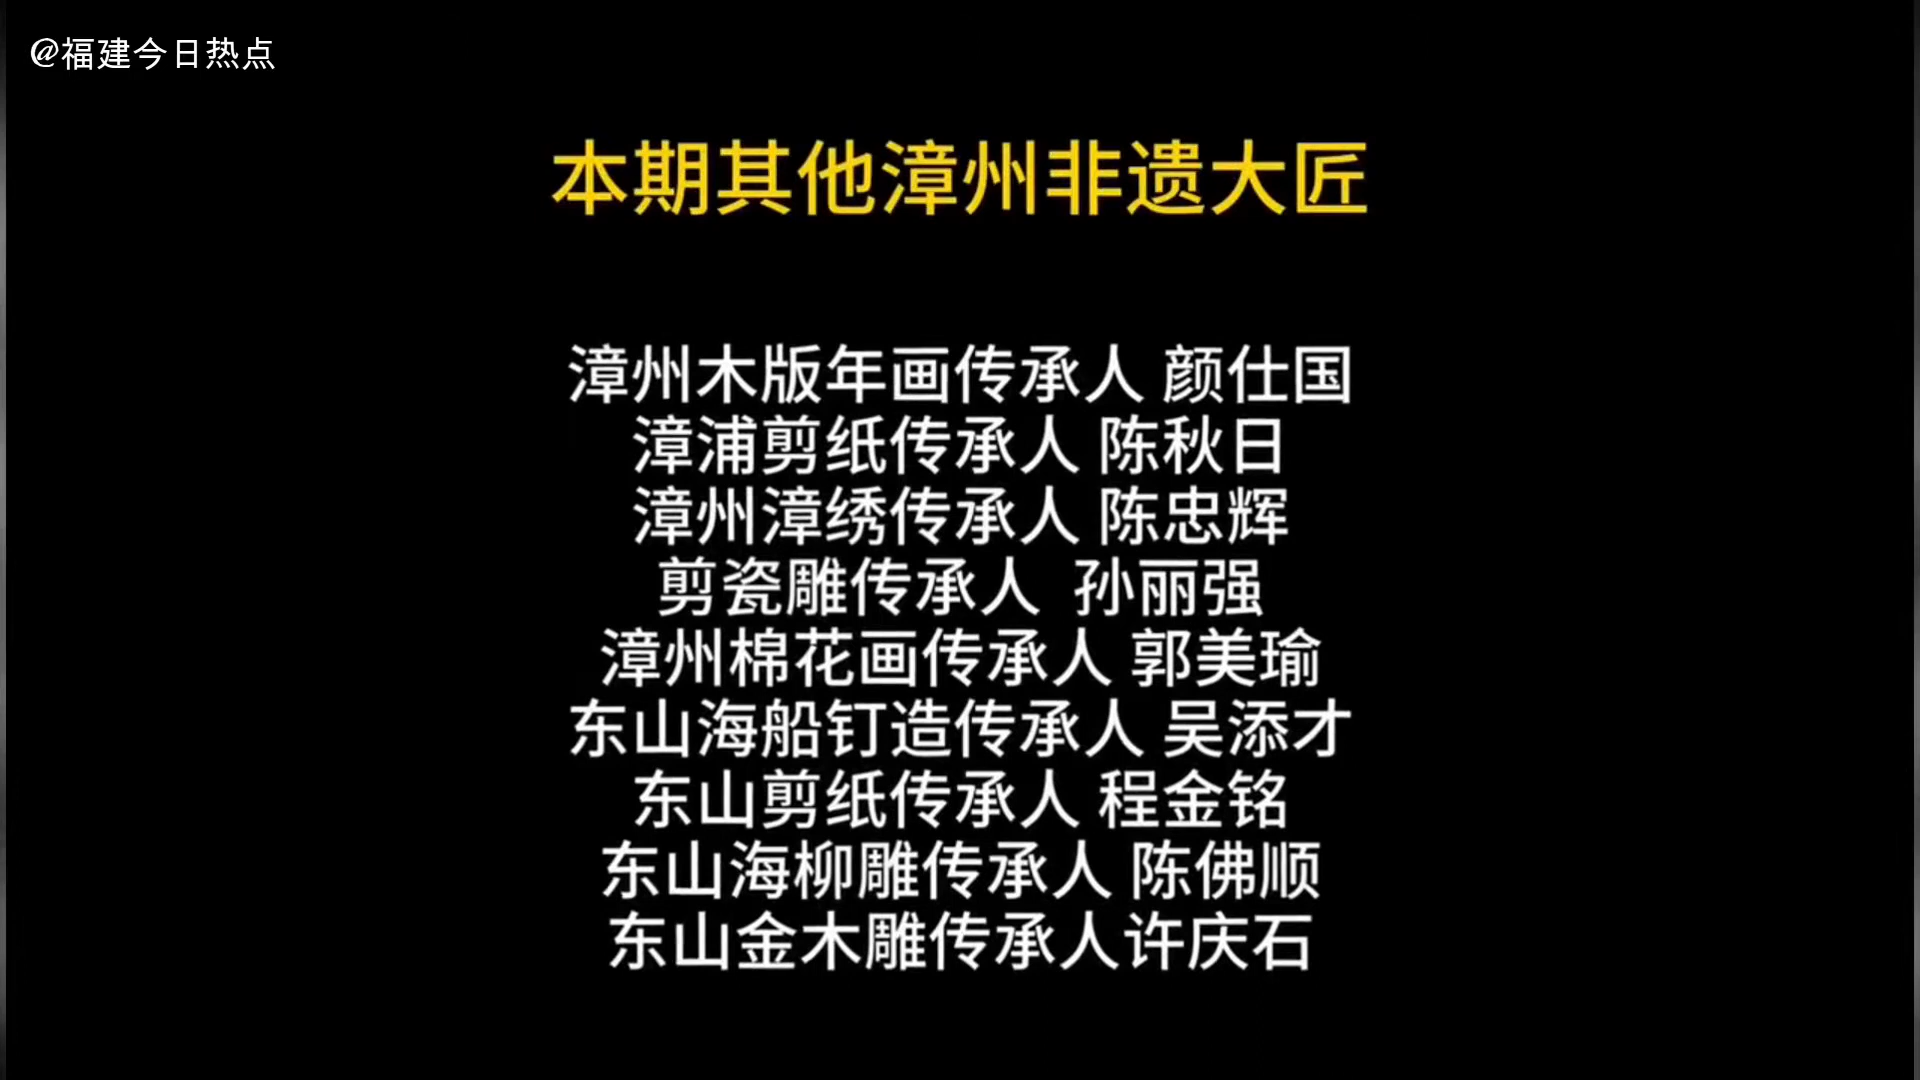 @福建今日热点
本期其他漳州非遗大匠
漳州木版年画传承人 颜仕国
漳浦剪纸传承人 陈秋日
漳州漳绣传承人 陈忠辉
剪瓷雕传承人 孙丽强
漳州棉花画传承人 郭美瑜
东山海船钉造传承人 吴添才
东山剪纸传承人 程金铭
东山海柳雕传承人 陈佛顺
东山金木雕传承人许庆石